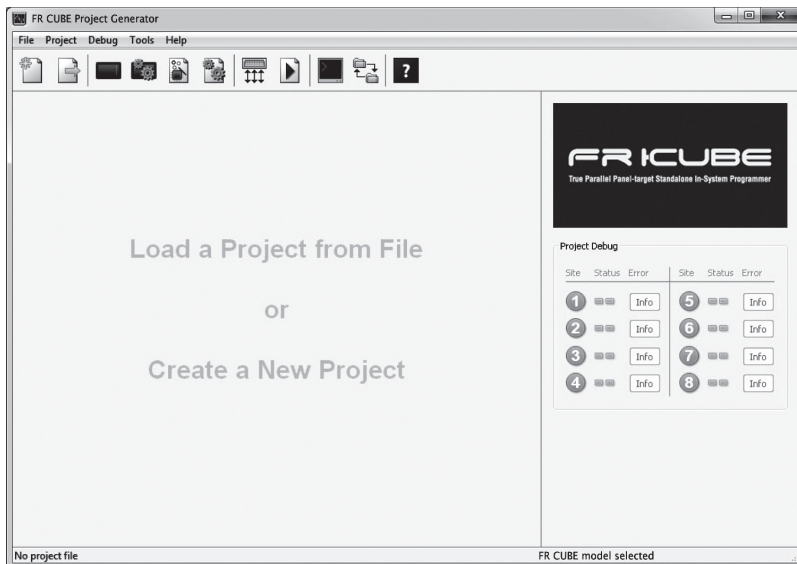 FR CUBE Project Generator
File Project Debug Tools Help
?
Load a Project from File
or
Create a New Project
FR CUBE
True Parallel Panel-target Standalone In-System Programmer
Project Debug
Site Status Error Site Status Error
1 Info 5 Info
2 Info 6 Info
3 Info 7 Info
4 Info 8 Info
No project file FR CUBE model selected